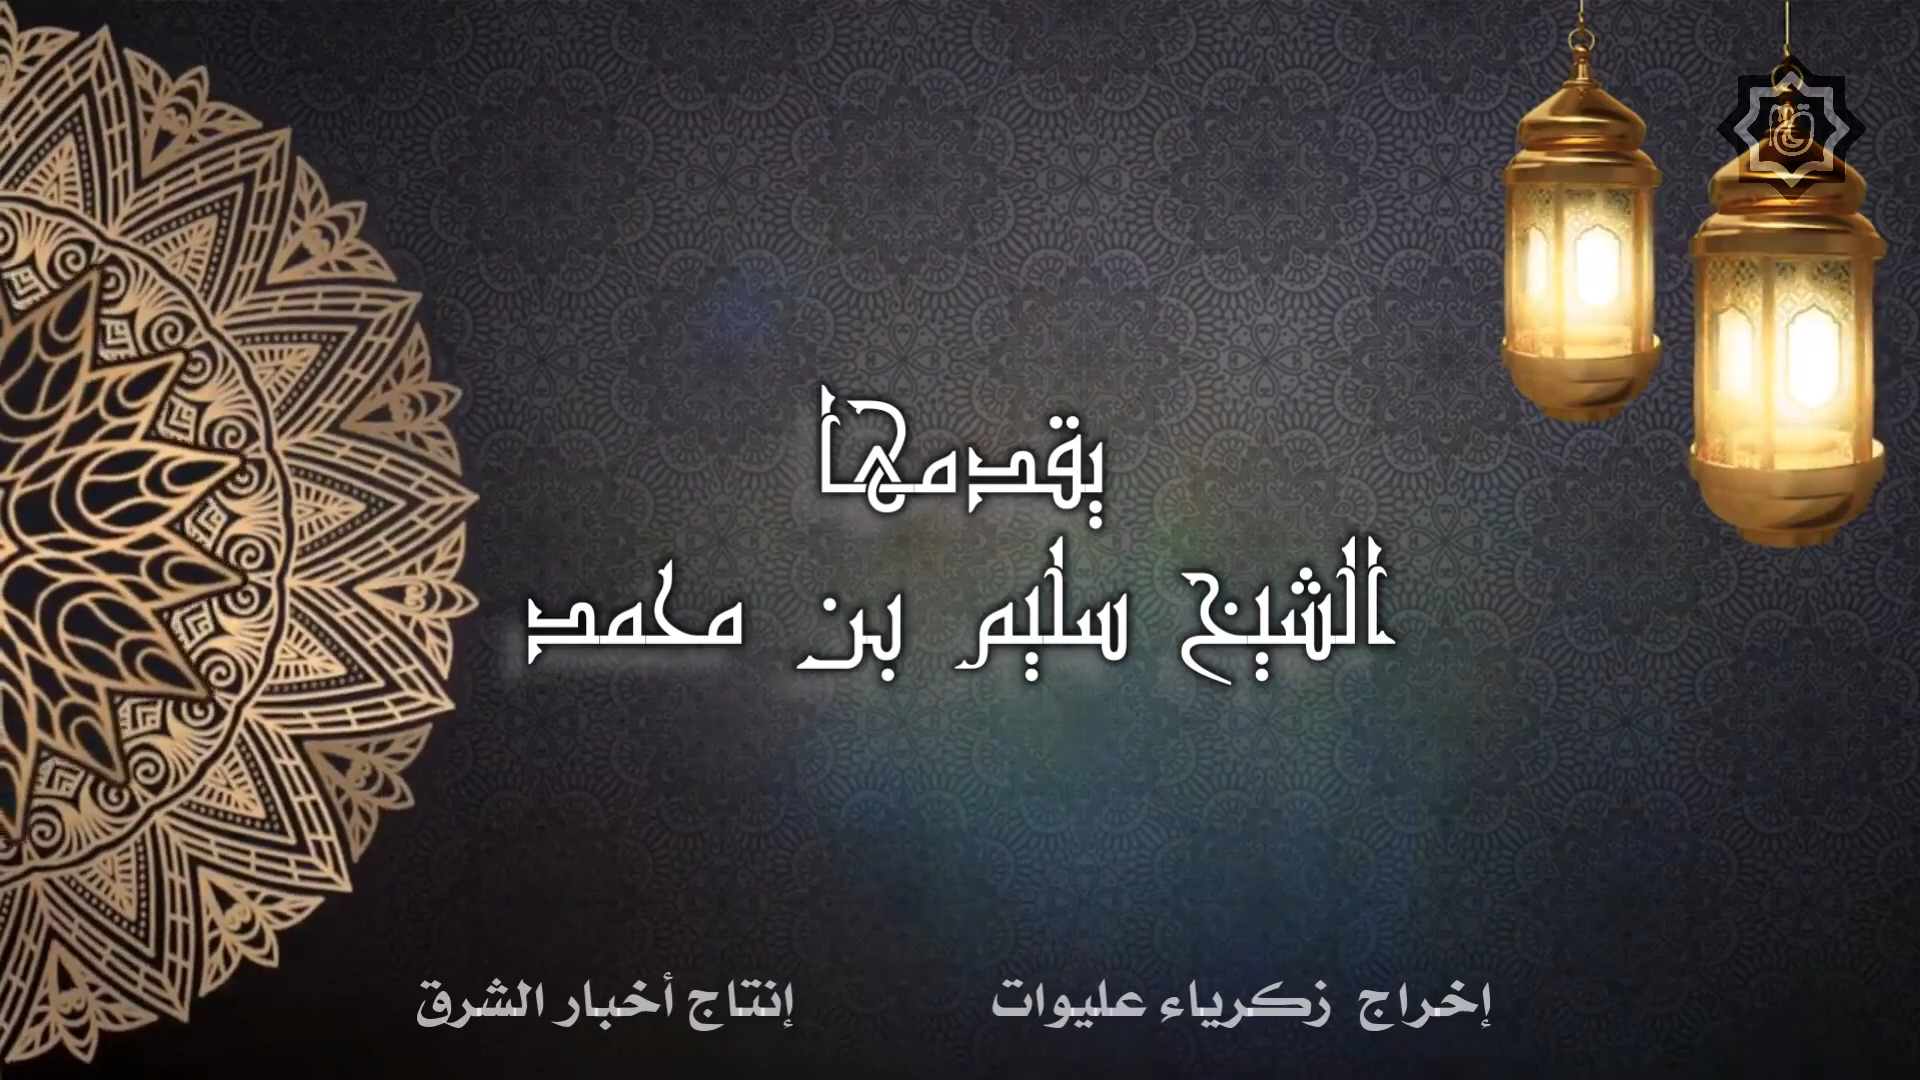 يقدمها
الشيخ سليم بن محمد
إخراج زكرياء عليوات
إنتاج أخبار الشرق